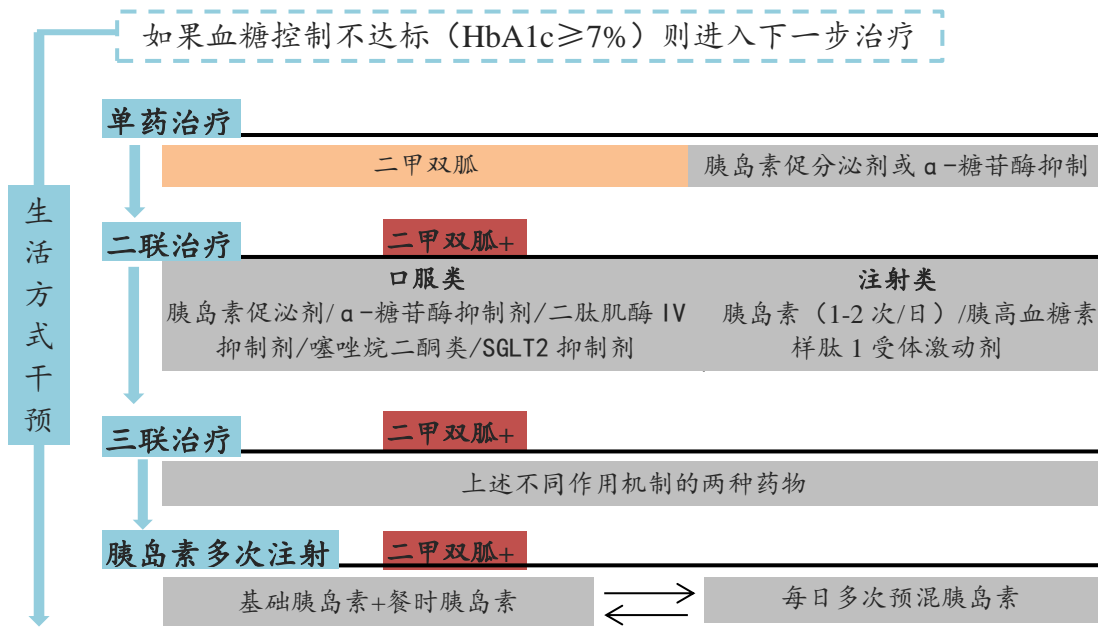 如果血糖控制不达标（HbA1c≥7%）则进入下一步治疗
生活方式干预
单药治疗
二甲双胍
胰岛素促分泌剂或α-糖苷酶抑制
二联治疗
二甲双胍+
口服类
胰岛素促泌剂/α-糖苷酶抑制剂/二肽肌酶IV
抑制剂/噻唑烷二酮类/SGLT2抑制剂
注射类
胰岛素（1-2次/日）/胰高血糖素
样肽1受体激动剂
三联治疗
二甲双胍+
上述不同作用机制的两种药物
胰岛素多次注射
二甲双胍+
基础胰岛素+餐时胰岛素
每日多次预混胰岛素